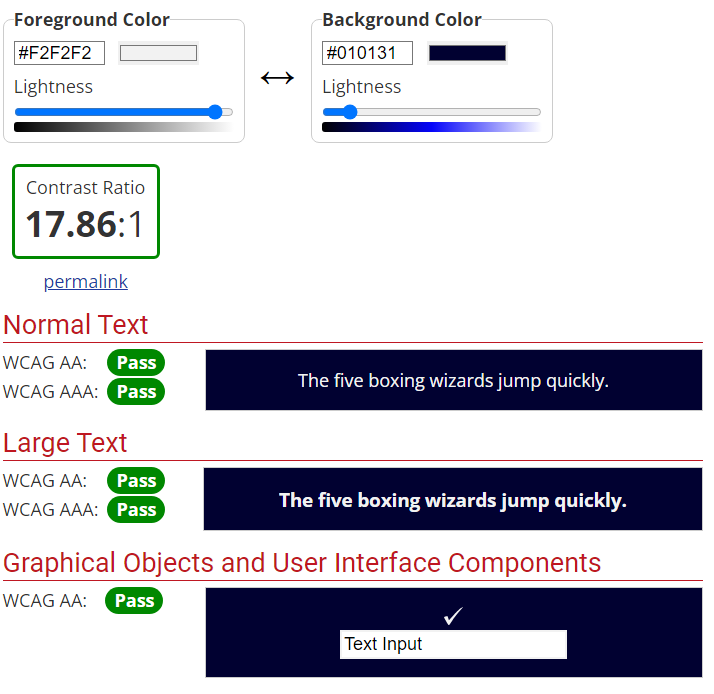 Foreground Color
Background Color
#F2F2F2
#010131
Lightness
Lightness
Contrast Ratio
17.86:1
permalink
Normal Text
WCAG AA: Pass
WCAG AAA: Pass
The five boxing wizards jump quickly.
Large Text
WCAG AA: Pass
WCAG AAA: Pass
The five boxing wizards jump quickly.
Graphical Objects and User Interface Components
WCAG AA: Pass
Text Input